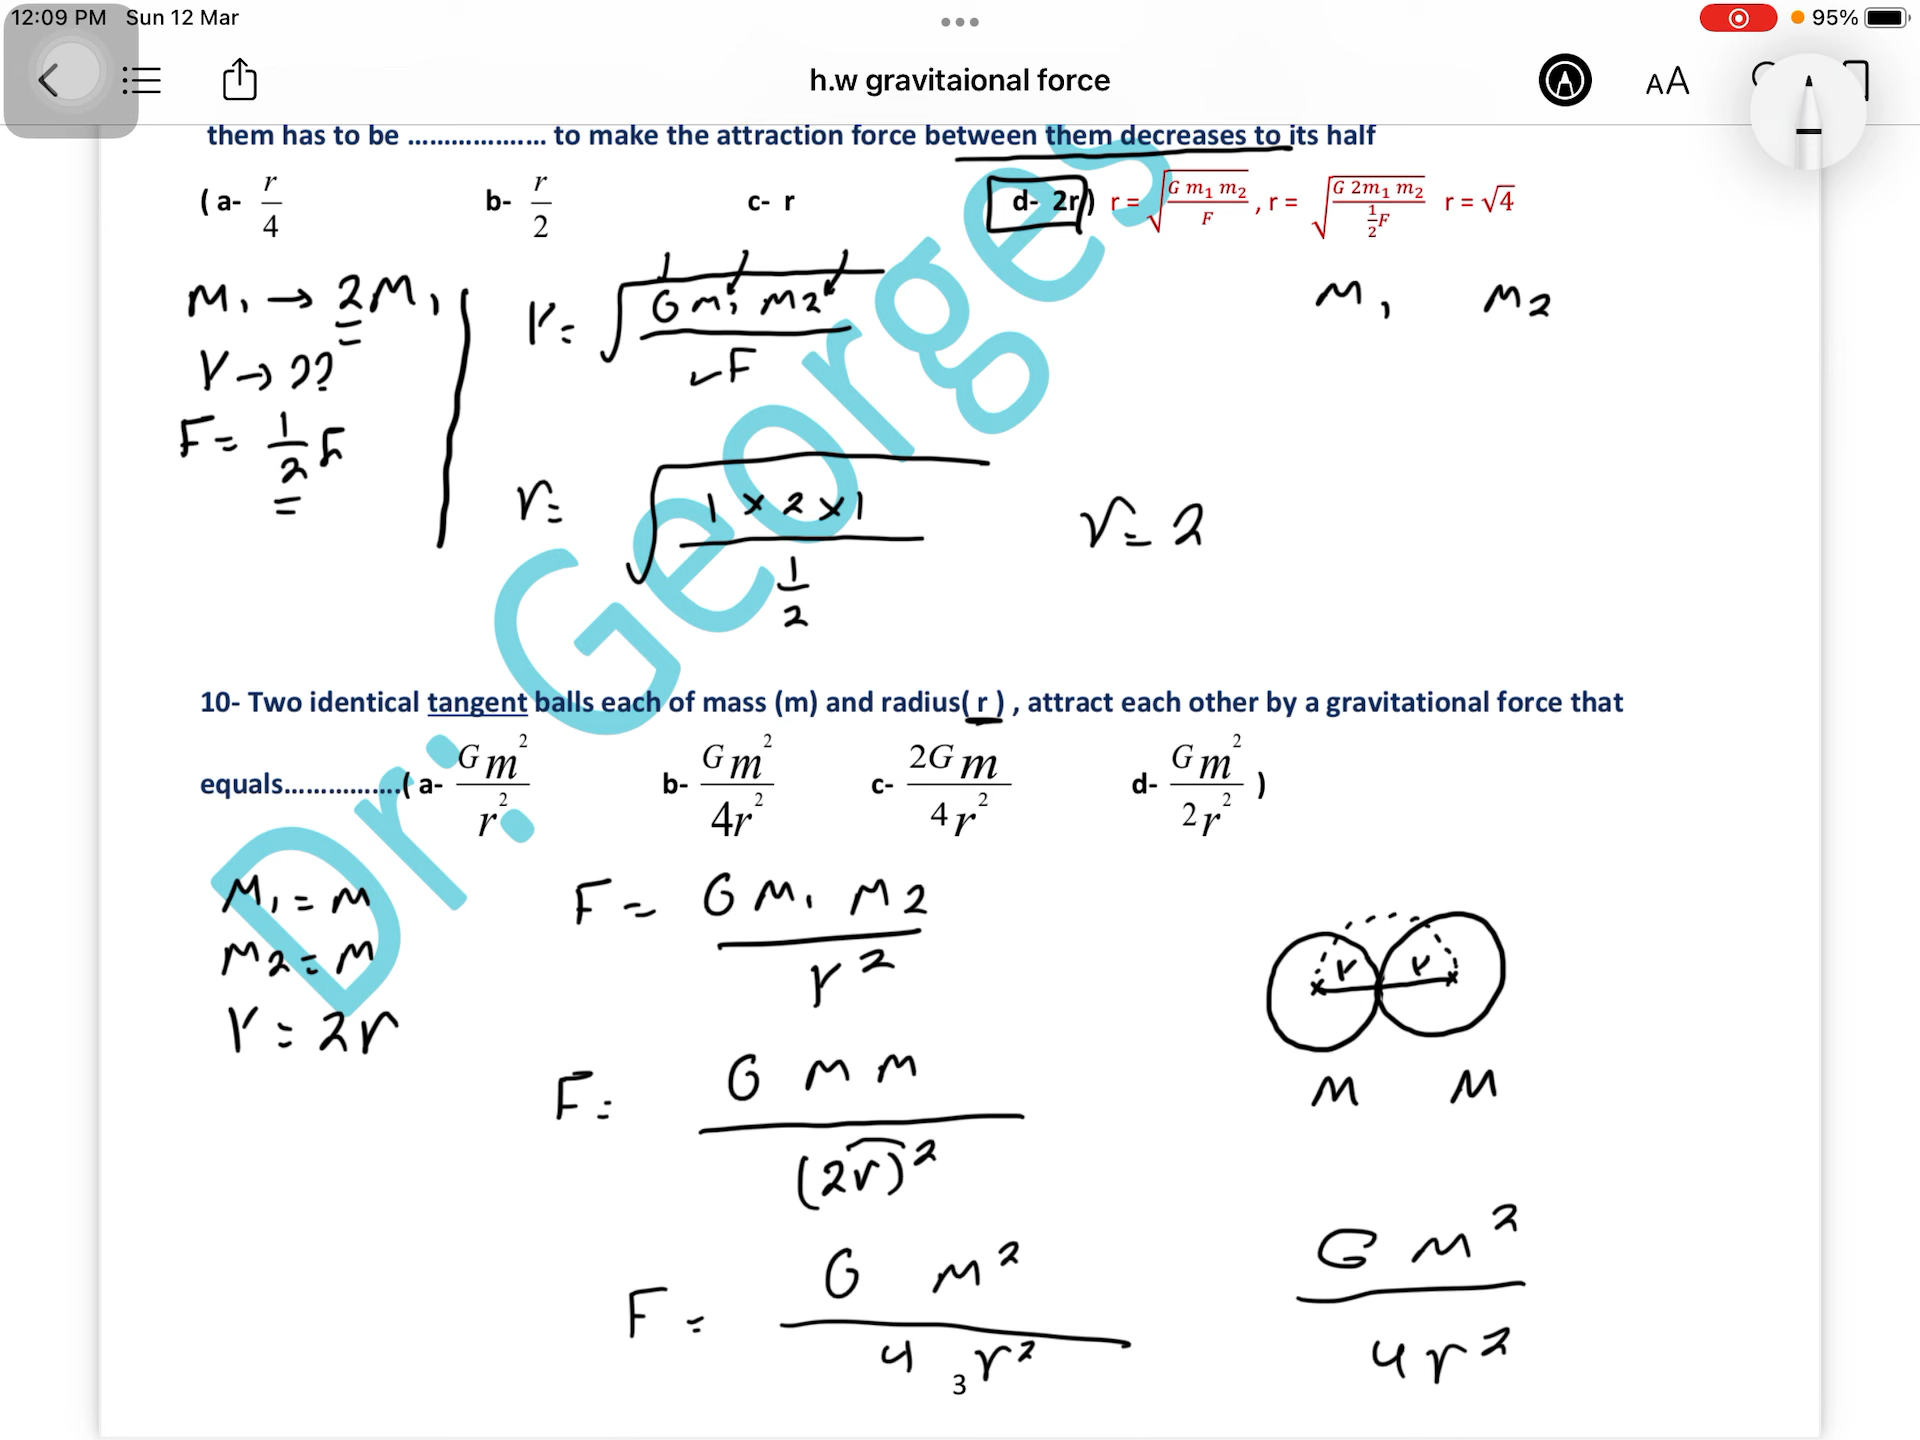 12:09 PM Sun 12 Mar 95%
h.w gravitaional force
them has to be .................... to make the attraction force between them decreases to its half
( a- r/4 b- r/2 c- r d- 2r ) r = √(G m₁ m₂ / F) , r = √(G 2m₁ m₂ / ½F) r = √4
M₁ → 2M₁
r → ??
F = ½ F
r = √(G m₁ m₂ / F)
M₁ M₂
r = √(1 × 2 × 1 / ½)
r = 2
10- Two identical tangent balls each of mass (m) and radius( r ) , attract each other by a gravitational force that
equals................( a- Gm²/r² b- Gm²/4r² c- 2Gm/4r² d- Gm²/2r² )
M₁ = M
M₂ = M
r = 2r
F = G M₁ M₂ / r²
F = G M M / (2r)²
F = G M² / 4 r²
r r
M M
G M² / 4r²
3
Dr: Georges